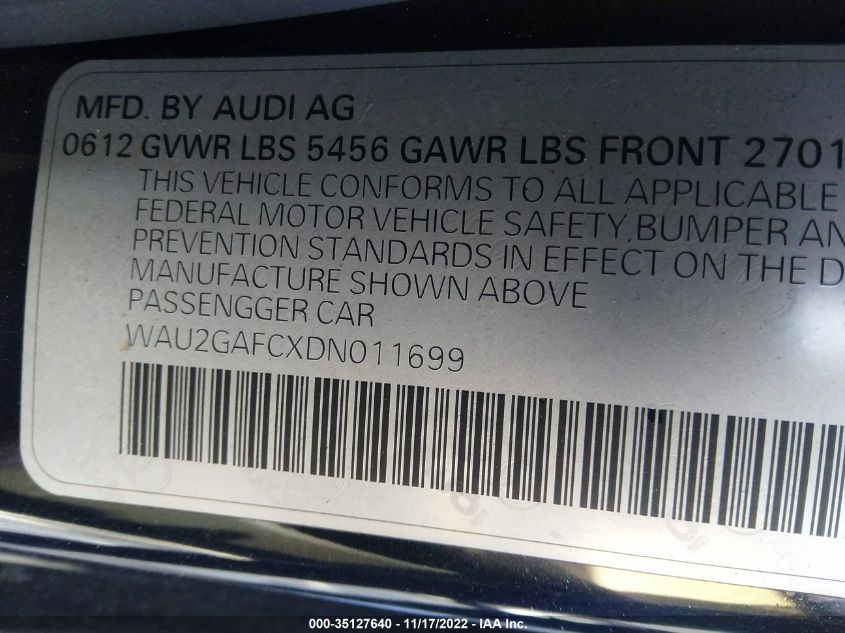 MFD. BY AUDI AG
0612 GVWR LBS 5456 GAWR LBS FRONT 2701
THIS VEHICLE CONFORMS TO ALL APPLICABLE
FEDERAL MOTOR VEHICLE SAFETY, BUMPER AN
PREVENTION STANDARDS IN EFFECT ON THE D
MANUFACTURE SHOWN ABOVE
PASSENGGER CAR
WAU2GAFCXDN011699
000-35127640 - 11/17/2022 - IAA Inc.